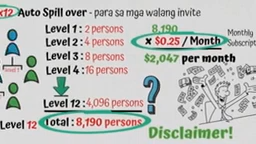 x12 Auto Spill over - para sa mga walang invite
Level 1 : 2 persons
Level 2 : 4 persons
Level 3 : 8 persons
Level 4 : 16 persons
Level 12 : 4,096 persons
Total : 8,190 persons
Level 12
8,190
x $0.25 / Month
Monthly
Subscript
$2,047 per month
Disclaimer!